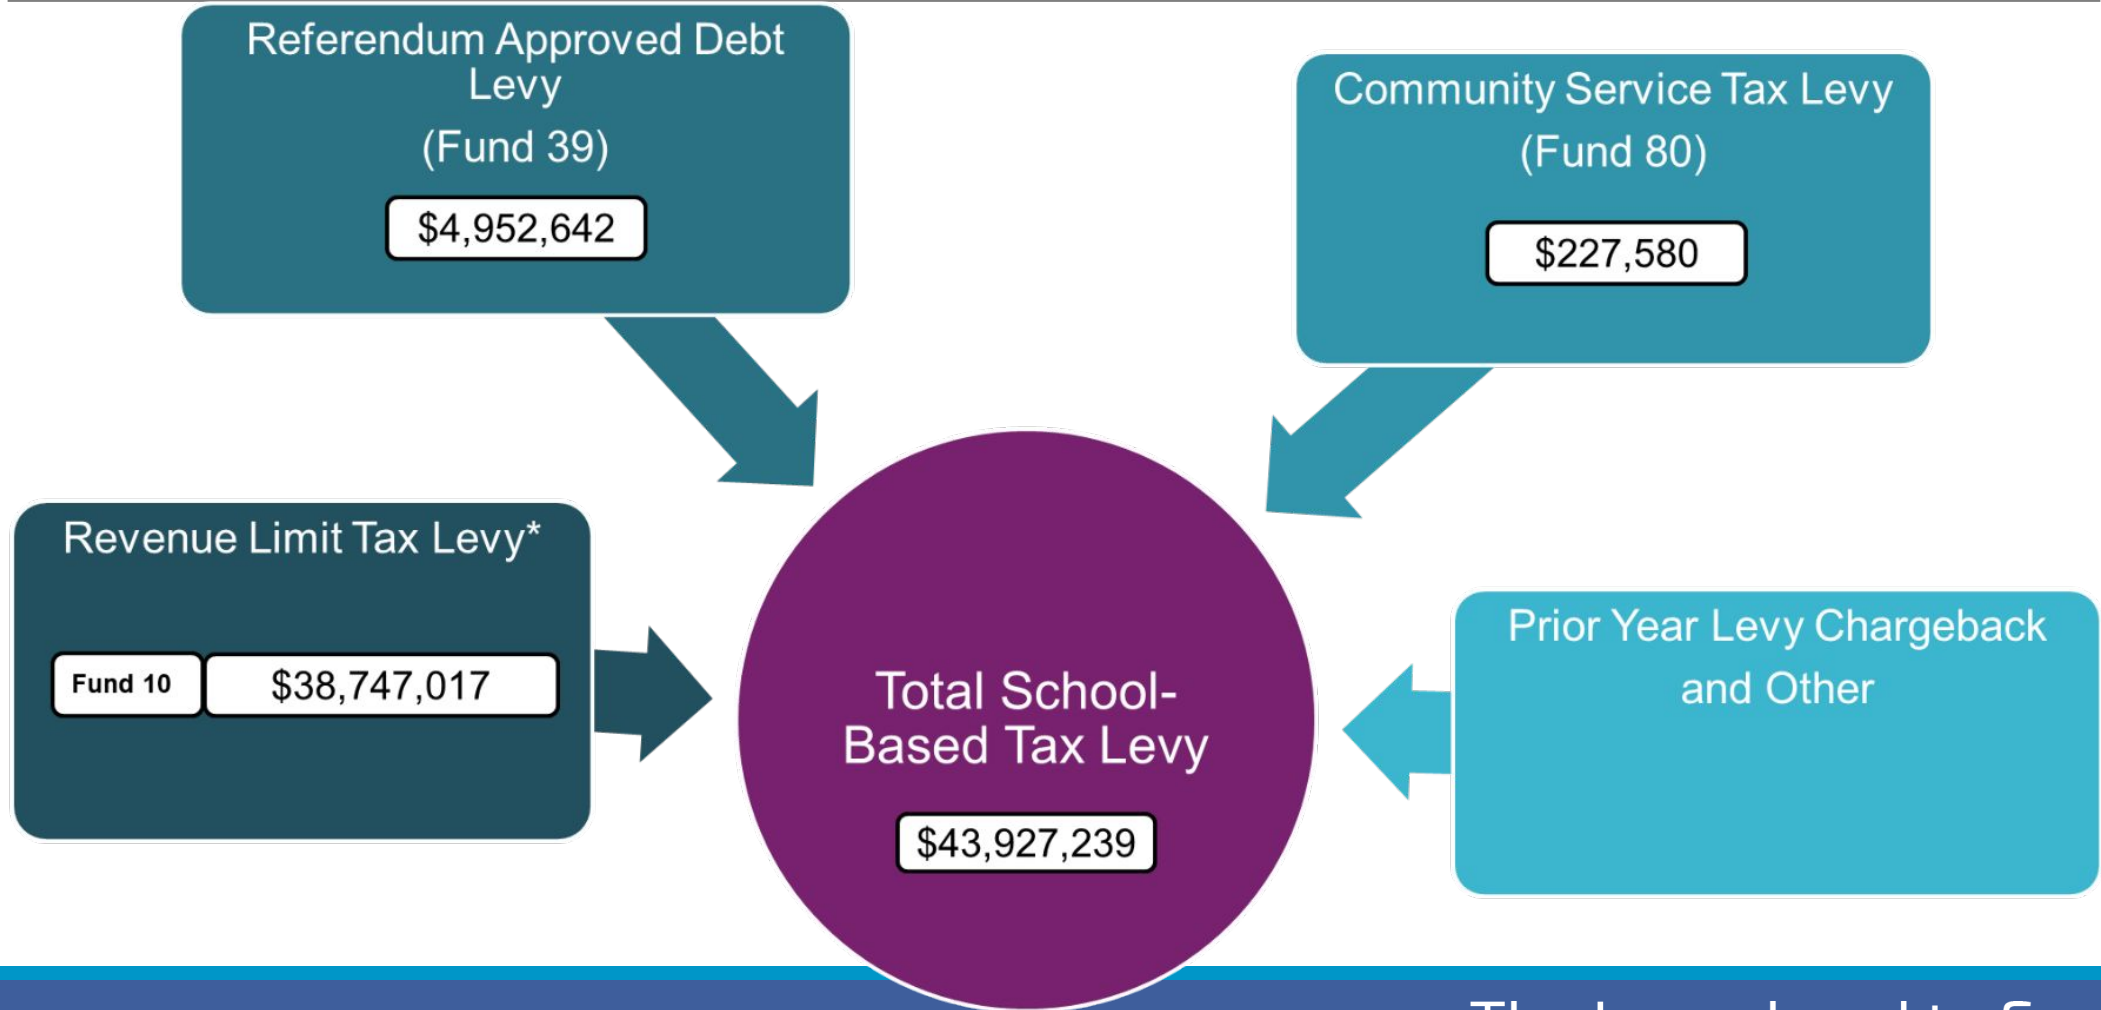 Referendum Approved Debt
Levy
(Fund 39)
$4,952,642
Community Service Tax Levy
(Fund 80)
$227,580
Revenue Limit Tax Levy*
Fund 10
$38,747,017
Total School-
Based Tax Levy
$43,927,239
Prior Year Levy Chargeback
and Other